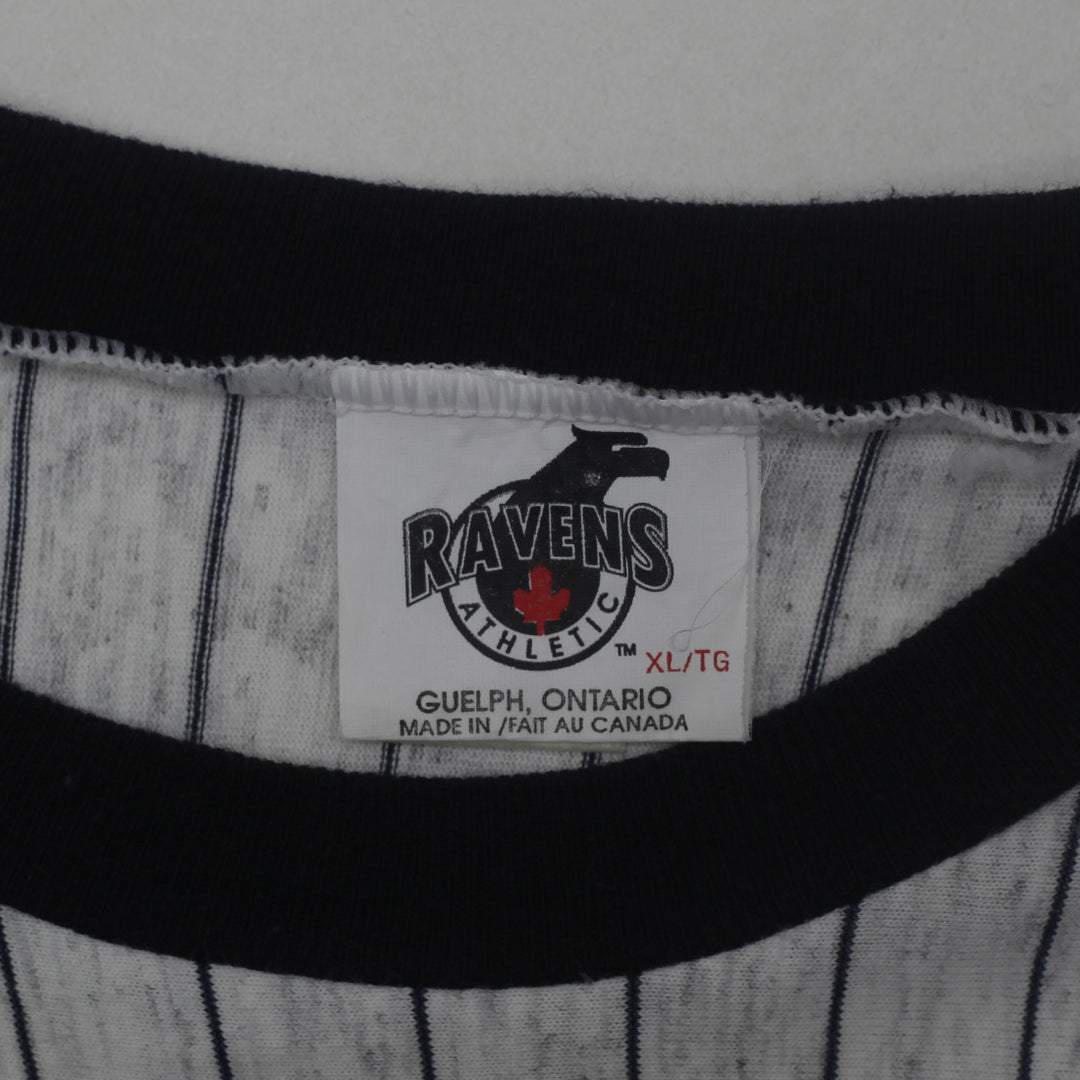 RAVENS
ATHLETIC
™ XL/TG
GUELPH, ONTARIO
MADE IN /FAIT AU CANADA